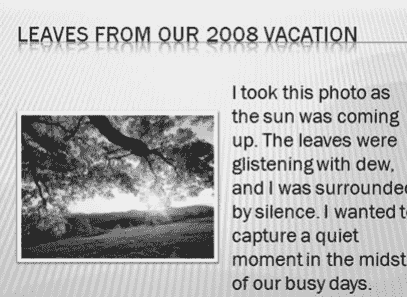 LEAVES FROM OUR 2008 VACATION
I took this photo as
the sun was coming
up. The leaves were
glistening with dew,
and I was surrounded
by silence. I wanted t
capture a quiet
moment in the midst
of our busy days.